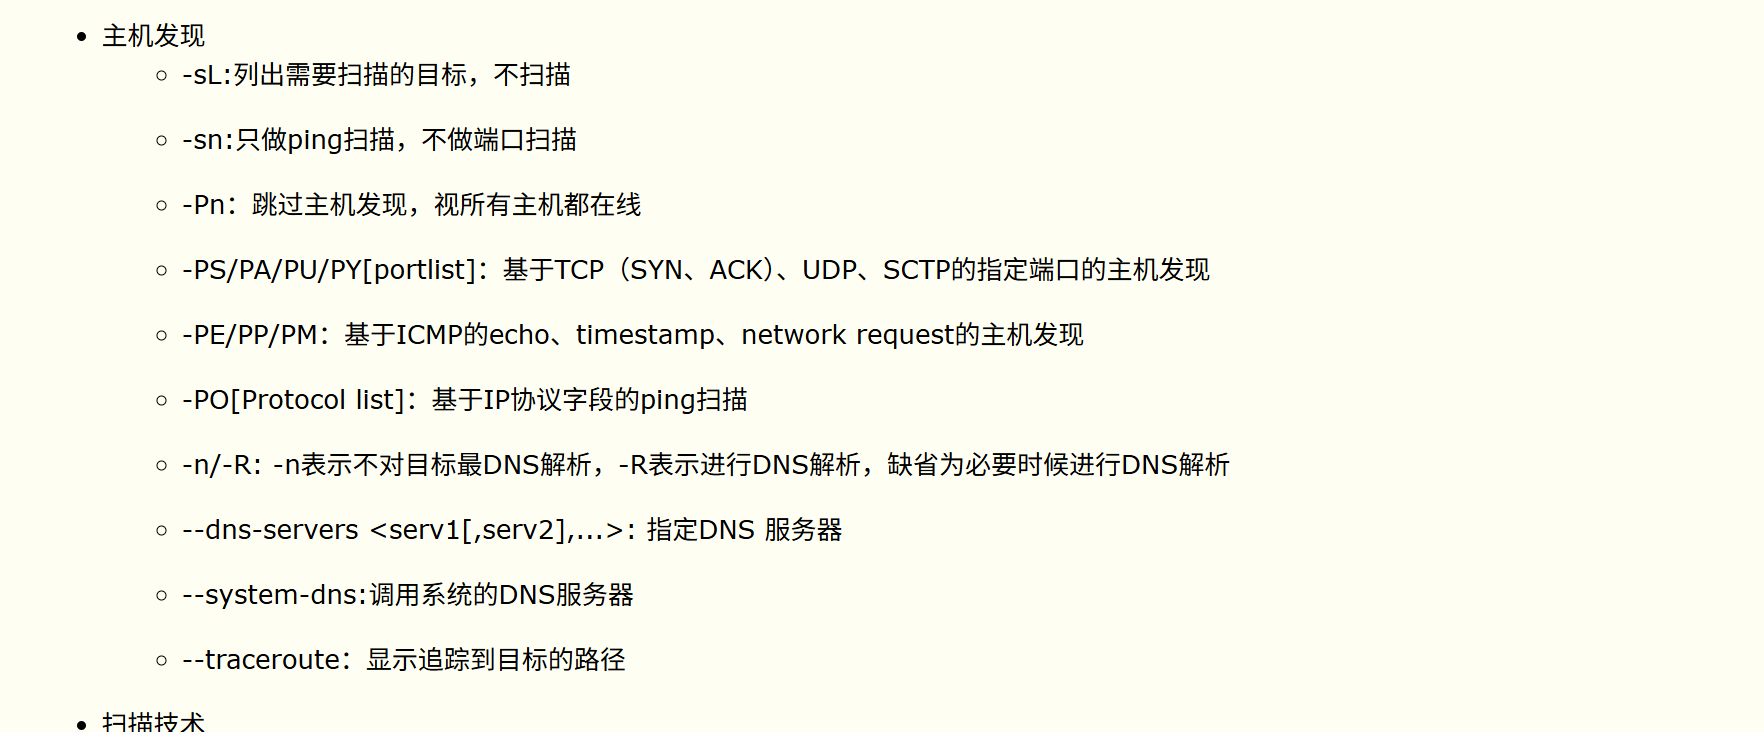 主机发现
-sL:列出需要扫描的目标，不扫描
-sn:只做ping扫描，不做端口扫描
-Pn：跳过主机发现，视所有主机都在线
-PS/PA/PU/PY[portlist]：基于TCP（SYN、ACK）、UDP、SCTP的指定端口的主机发现
-PE/PP/PM：基于ICMP的echo、timestamp、network request的主机发现
-PO[Protocol list]：基于IP协议字段的ping扫描
-n/-R: -n表示不对目标最DNS解析，-R表示进行DNS解析，缺省为必要时候进行DNS解析
--dns-servers <serv1[,serv2],...>: 指定DNS 服务器
--system-dns:调用系统的DNS服务器
--traceroute：显示追踪到目标的路径
扫描技术